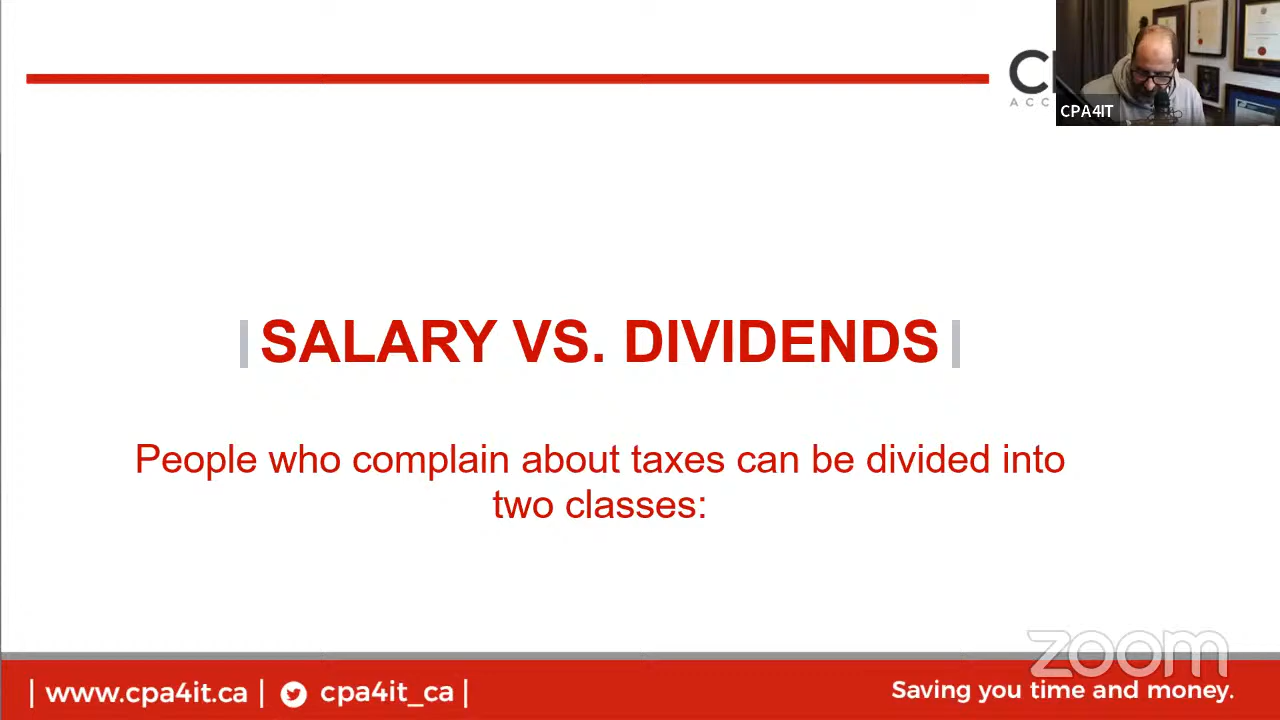 CPA4IT
SALARY VS. DIVIDENDS
People who complain about taxes can be divided into
two classes:
zoom
| www.cpa4it.ca | cpa4it_ca |
Saving you time and money.